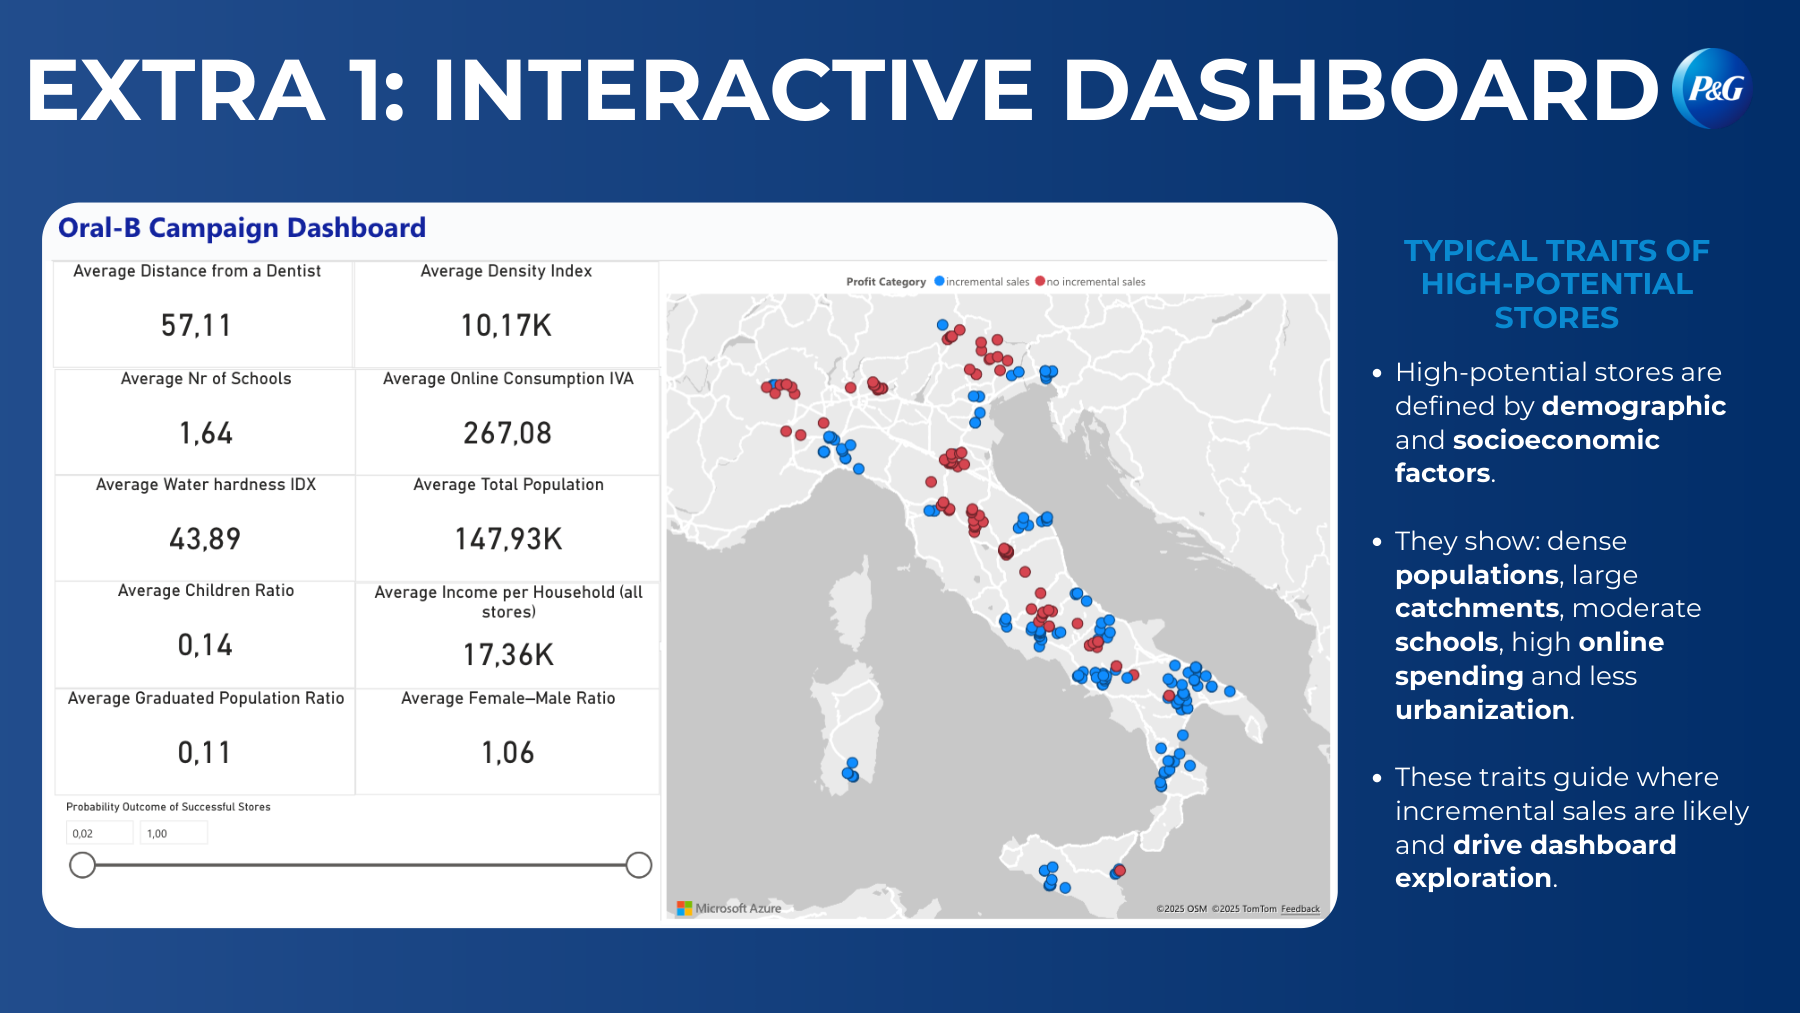 EXTRA 1: INTERACTIVE DASHBOARD
P&G
Oral-B Campaign Dashboard
Average Distance from a Dentist
57,11
Average Density Index
10,17K
Average Nr of Schools
1,64
Average Online Consumption IVA
267,08
Average Water hardness IDX
43,89
Average Total Population
147,93K
Average Children Ratio
0,14
Average Income per Household (all
stores)
17,36K
Average Graduated Population Ratio
0,11
Average Female–Male Ratio
1,06
Probability Outcome of Successful Stores
0,02
1,00
Profit Category incremental sales no incremental sales
Microsoft Azure
©2025 OSM ©2025 TomTom Feedback
TYPICAL TRAITS OF
HIGH-POTENTIAL
STORES
• High-potential stores are
defined by demographic
and socioeconomic
factors.
• They show: dense
populations, large
catchments, moderate
schools, high online
spending and less
urbanization.
• These traits guide where
incremental sales are likely
and drive dashboard
exploration.